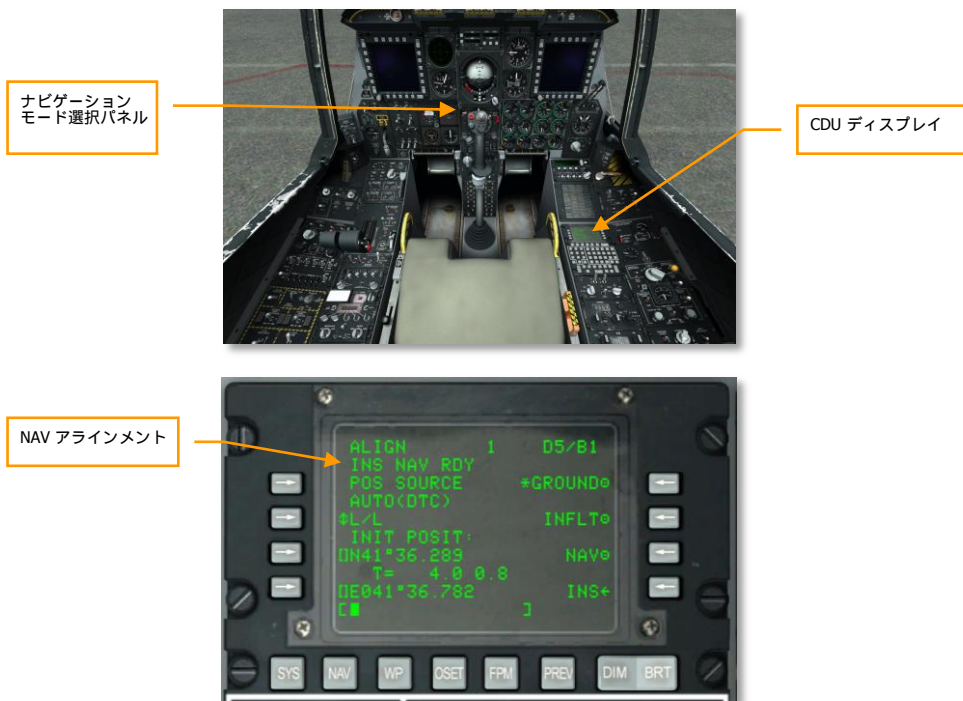 ナビゲーション
モード選択パネル
CDU ディスプレイ
NAV アラインメント
ALIGN 1 D5/B1
INS NAV RDY
POS SOURCE *GROUND¤
AUTO(DTC)
⇕L/L INFLT¤
INIT POSIT:
▯N41°36.289 NAV¤
T= 4.0 0.8
▯E041°36.782 INS←
[█ ]
SYS NAV WP OSET FPM PREV DIM BRT